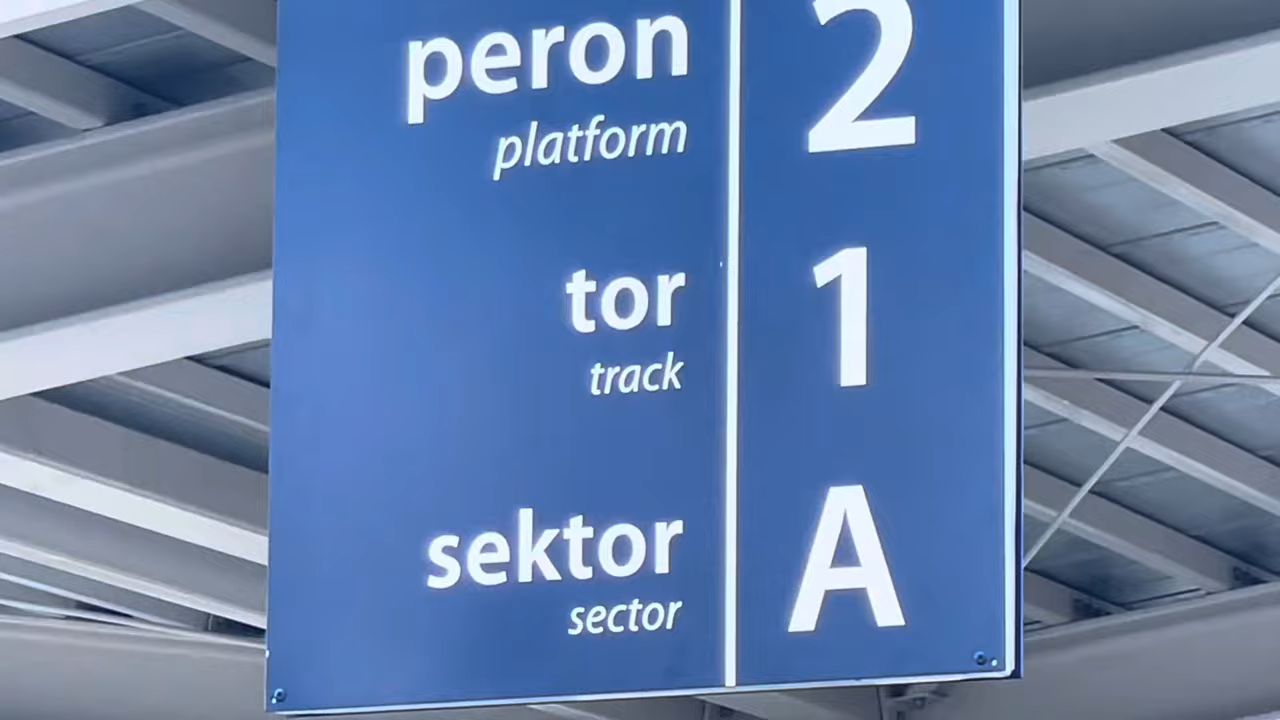 peron 2
platform
tor 1
track
sektor A
sector